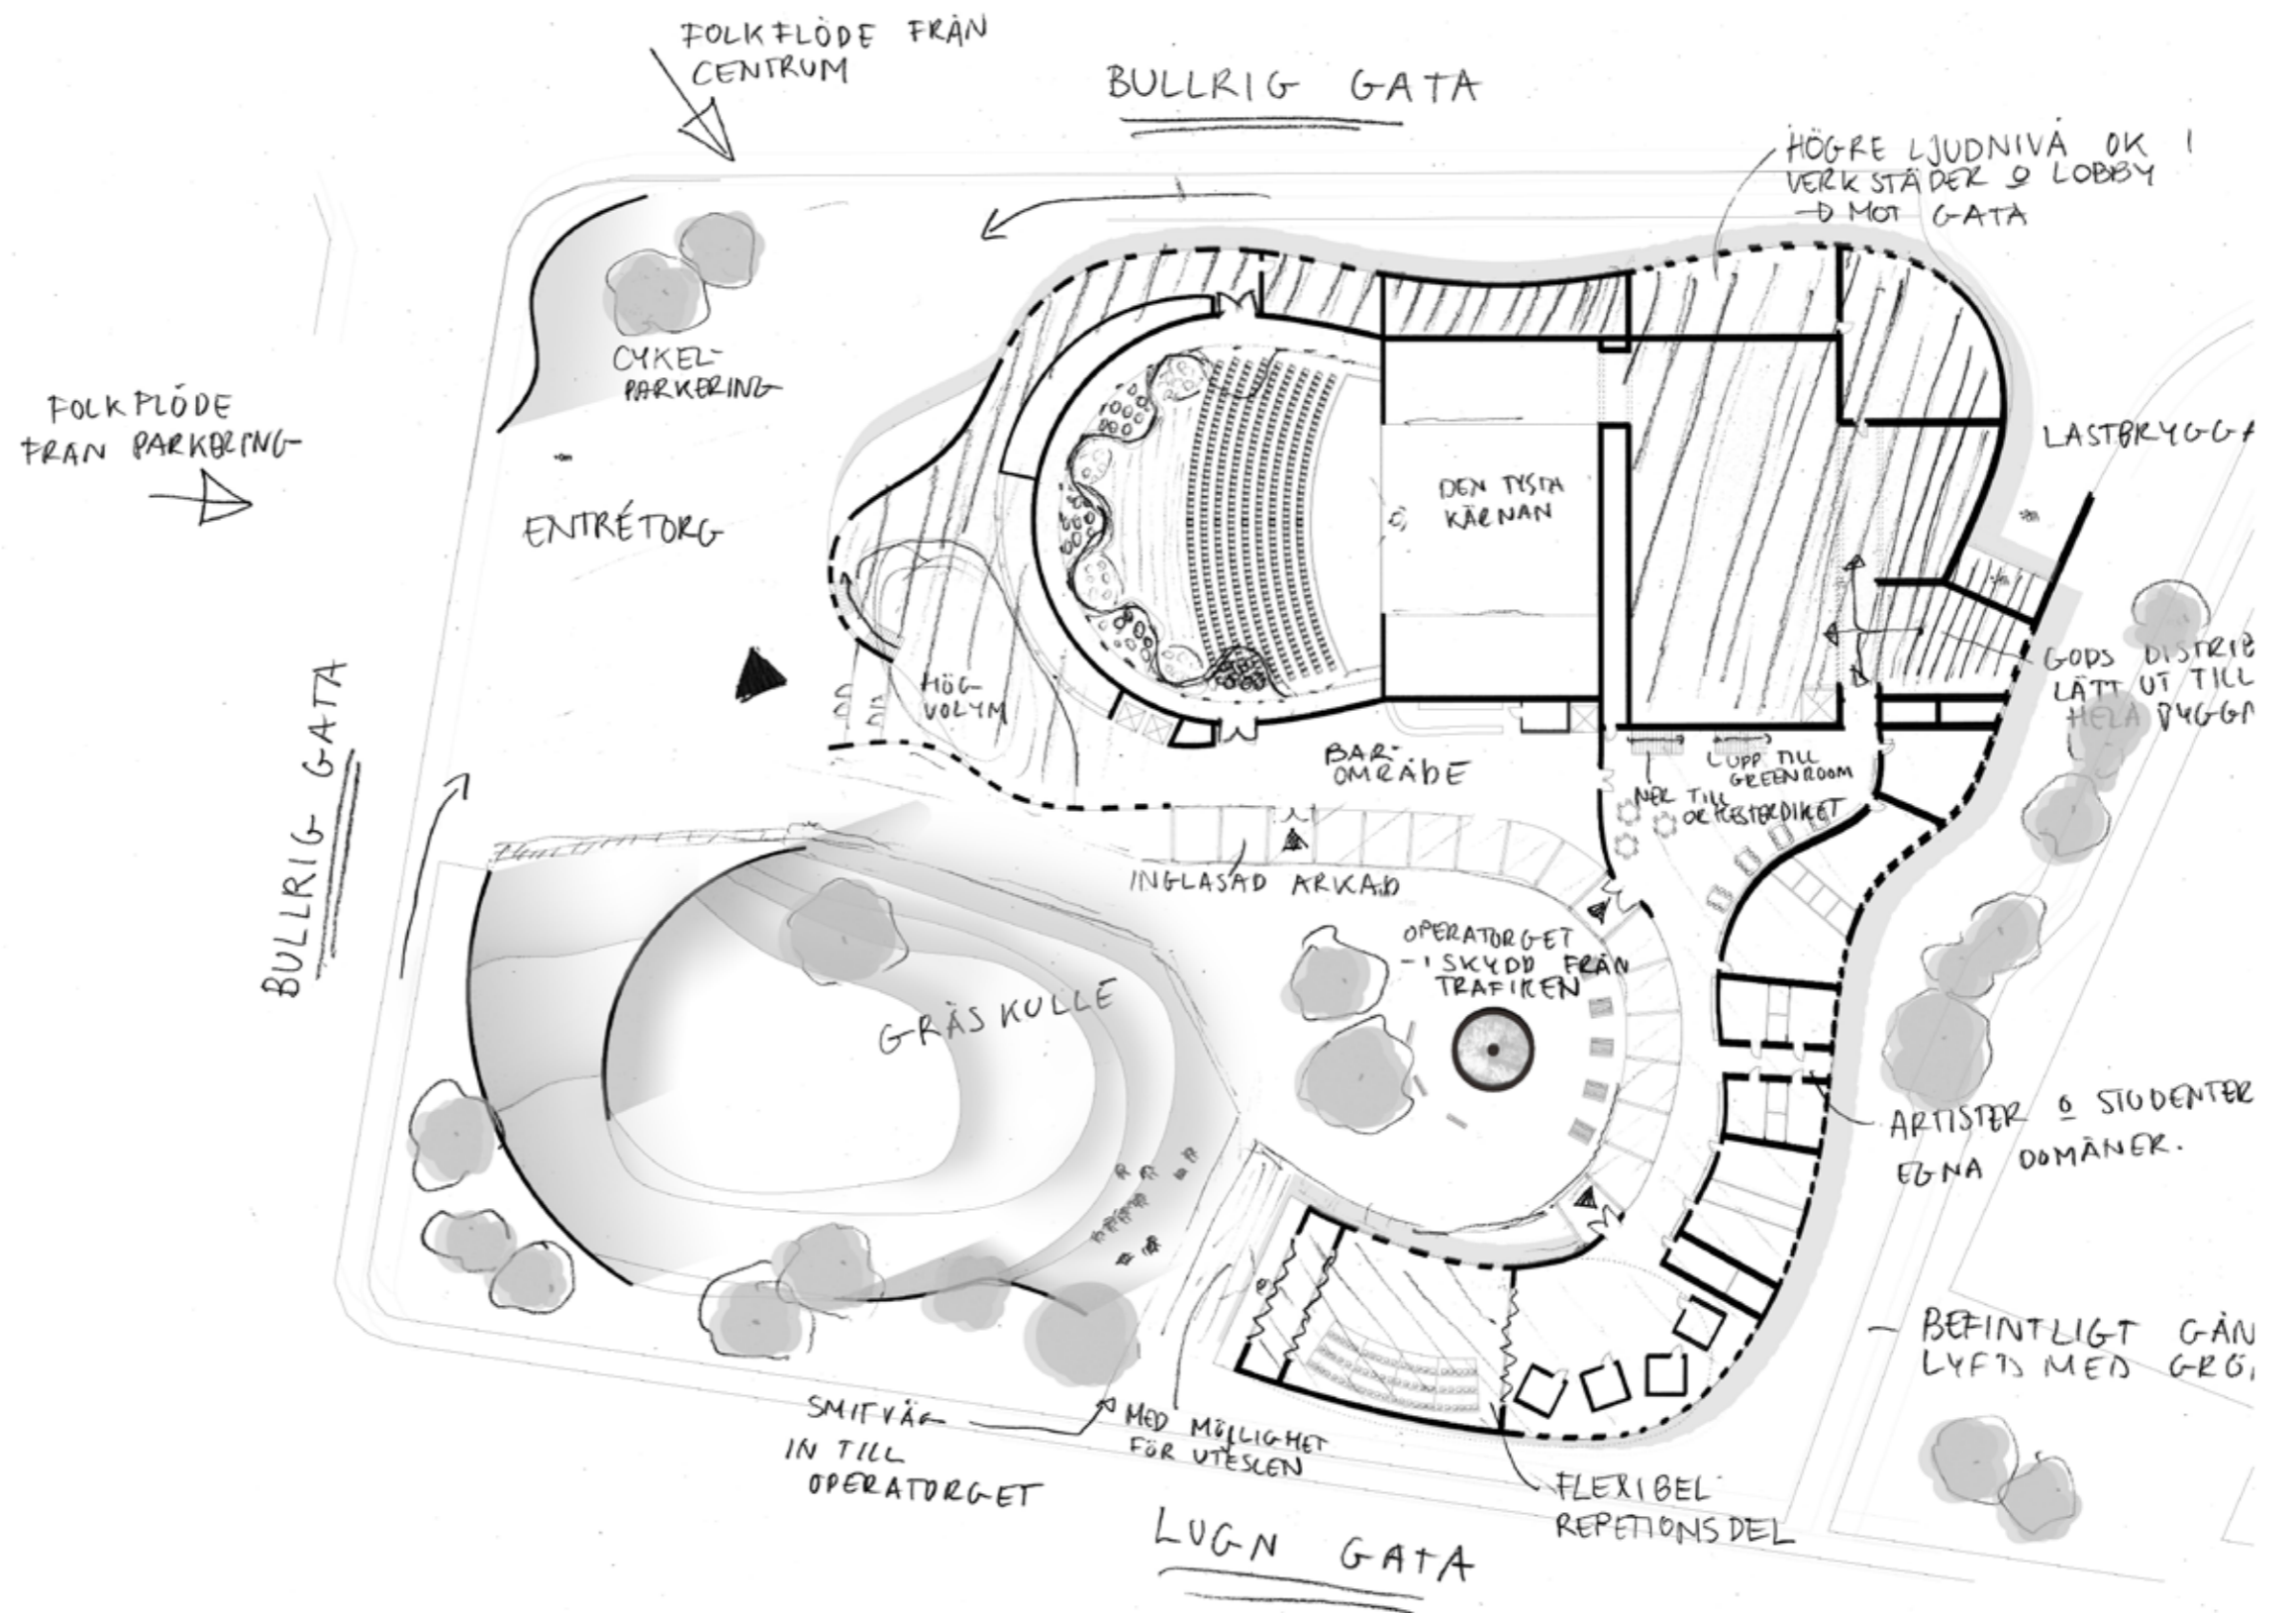 FOLKFLÖDE FRÅN
CENTRUM
BULLRIG GATA
HÖGRE LJUDNIVÅ OK I
VERKSTÄDER O LOBBY
→ MOT GATA
CYKEL-
PARKERING
FOLKFLÖDE
FRÅN PARKERING
ENTRÉTORG
LASTBRYGGA
DEN TYSTA
KÄRNAN
GODS DISTRIB
LÄTT UT TILL
HELA BYGGN
HÖG-
VOLYM
BULLRIG GATA
BAR-
OMRÅDE
UPP TILL
GREENROOM
NER TILL
ORKESTERDIKET
INGLASAD ARKAD
OPERATORGET
- I SKYDD FRÅN
TRAFIKEN
GRÄSKULLE
ARTISTER O STUDENTER
EGNA DOMÄNER.
BEFINTLIGT GÅN
LYFTS MED GRÖ
SMITVÄG
IN TILL
OPERATORGET
MED MÖJLIGHET
FÖR UTESCEN
FLEXIBEL
REPETIONSDEL
LUGN GATA